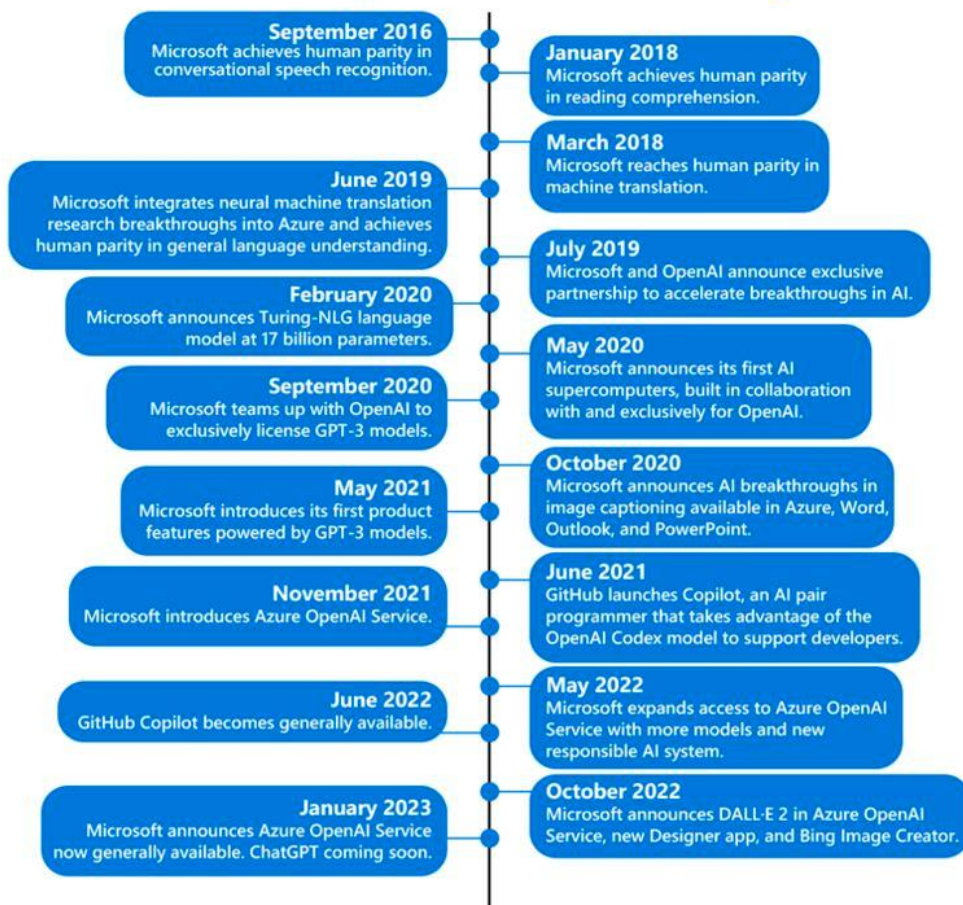 September 2016
Microsoft achieves human parity in
conversational speech recognition.
January 2018
Microsoft achieves human parity
in reading comprehension.
March 2018
Microsoft reaches human parity in
machine translation.
June 2019
Microsoft integrates neural machine translation
research breakthroughs into Azure and achieves
human parity in general language understanding.
July 2019
Microsoft and OpenAI announce exclusive
partnership to accelerate breakthroughs in AI.
February 2020
Microsoft announces Turing-NLG language
model at 17 billion parameters.
May 2020
Microsoft announces its first AI
supercomputers, built in collaboration
with and exclusively for OpenAI.
September 2020
Microsoft teams up with OpenAI to
exclusively license GPT-3 models.
October 2020
Microsoft announces AI breakthroughs in
image captioning available in Azure, Word,
Outlook, and PowerPoint.
May 2021
Microsoft introduces its first product
features powered by GPT-3 models.
June 2021
GitHub launches Copilot, an AI pair
programmer that takes advantage of the
OpenAI Codex model to support developers.
November 2021
Microsoft introduces Azure OpenAI Service.
May 2022
Microsoft expands access to Azure OpenAI
Service with more models and new
responsible AI system.
June 2022
GitHub Copilot becomes generally available.
October 2022
Microsoft announces DALL·E 2 in Azure OpenAI
Service, new Designer app, and Bing Image Creator.
January 2023
Microsoft announces Azure OpenAI Service
now generally available. ChatGPT coming soon.